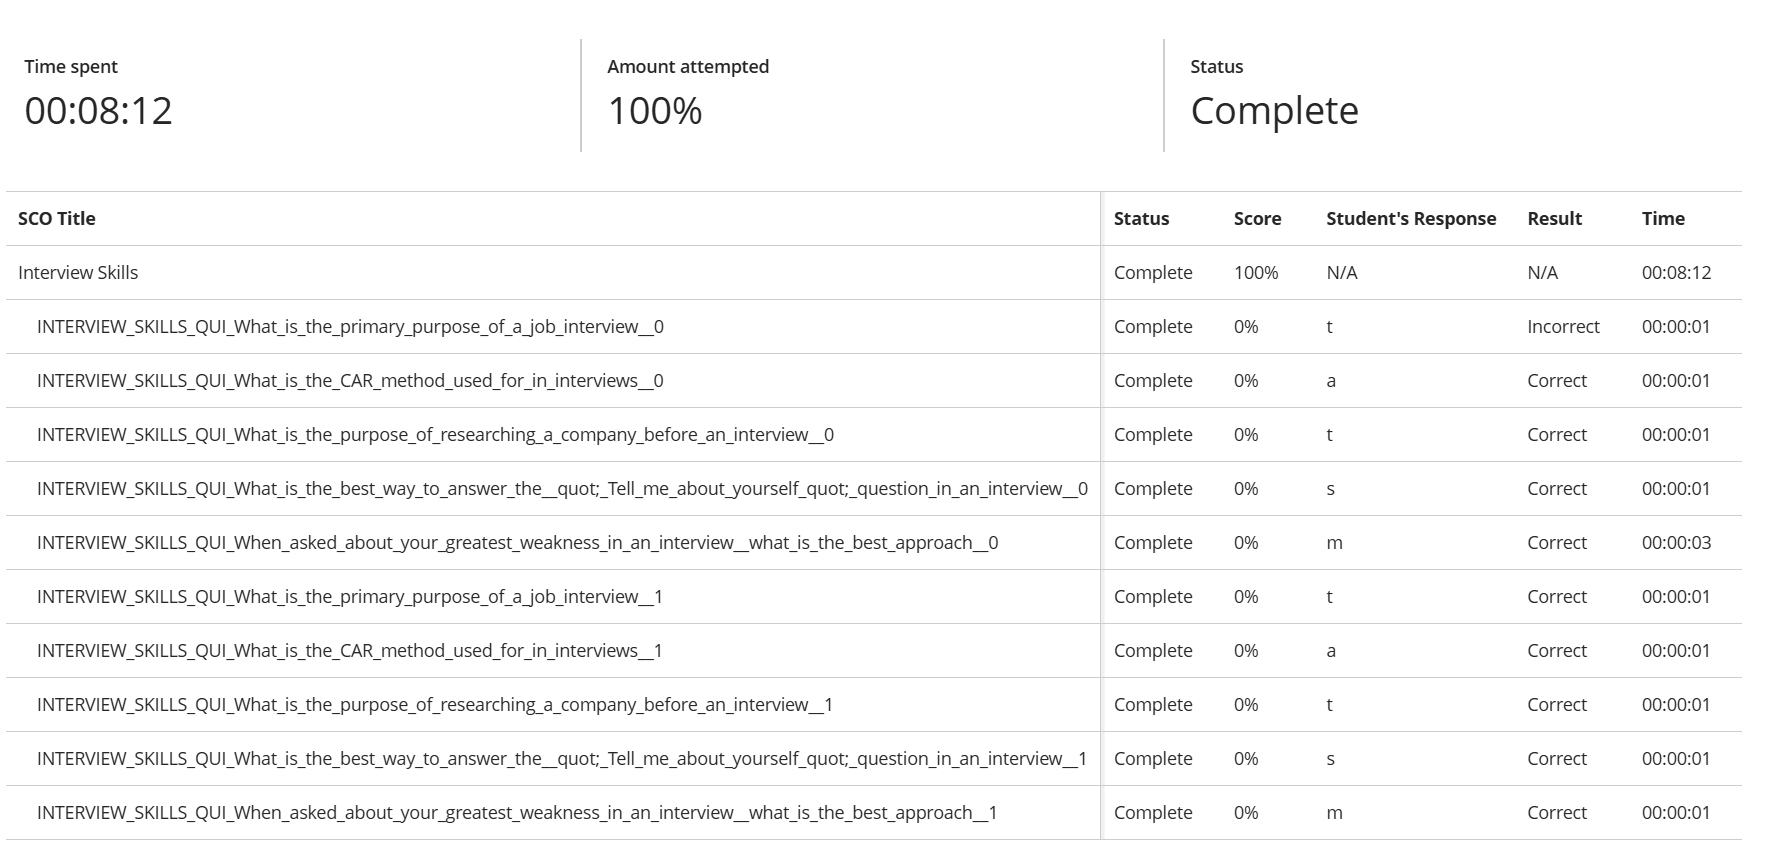 Time spent
00:08:12
Amount attempted
100%
Status
Complete
SCO Title Status Score Student's Response Result Time
Interview Skills Complete 100% N/A N/A 00:08:12
INTERVIEW_SKILLS_QUI_What_is_the_primary_purpose_of_a_job_interview__0 Complete 0% t Incorrect 00:00:01
INTERVIEW_SKILLS_QUI_What_is_the_CAR_method_used_for_in_interviews__0 Complete 0% a Correct 00:00:01
INTERVIEW_SKILLS_QUI_What_is_the_purpose_of_researching_a_company_before_an_interview__0 Complete 0% t Correct 00:00:01
INTERVIEW_SKILLS_QUI_What_is_the_best_way_to_answer_the__quot;_Tell_me_about_yourself_quot;_question_in_an_interview__0 Complete 0% s Correct 00:00:01
INTERVIEW_SKILLS_QUI_When_asked_about_your_greatest_weakness_in_an_interview__what_is_the_best_approach__0 Complete 0% m Correct 00:00:03
INTERVIEW_SKILLS_QUI_What_is_the_primary_purpose_of_a_job_interview__1 Complete 0% t Correct 00:00:01
INTERVIEW_SKILLS_QUI_What_is_the_CAR_method_used_for_in_interviews__1 Complete 0% a Correct 00:00:01
INTERVIEW_SKILLS_QUI_What_is_the_purpose_of_researching_a_company_before_an_interview__1 Complete 0% t Correct 00:00:01
INTERVIEW_SKILLS_QUI_What_is_the_best_way_to_answer_the__quot;_Tell_me_about_yourself_quot;_question_in_an_interview__1 Complete 0% s Correct 00:00:01
INTERVIEW_SKILLS_QUI_When_asked_about_your_greatest_weakness_in_an_interview__what_is_the_best_approach__1 Complete 0% m Correct 00:00:01